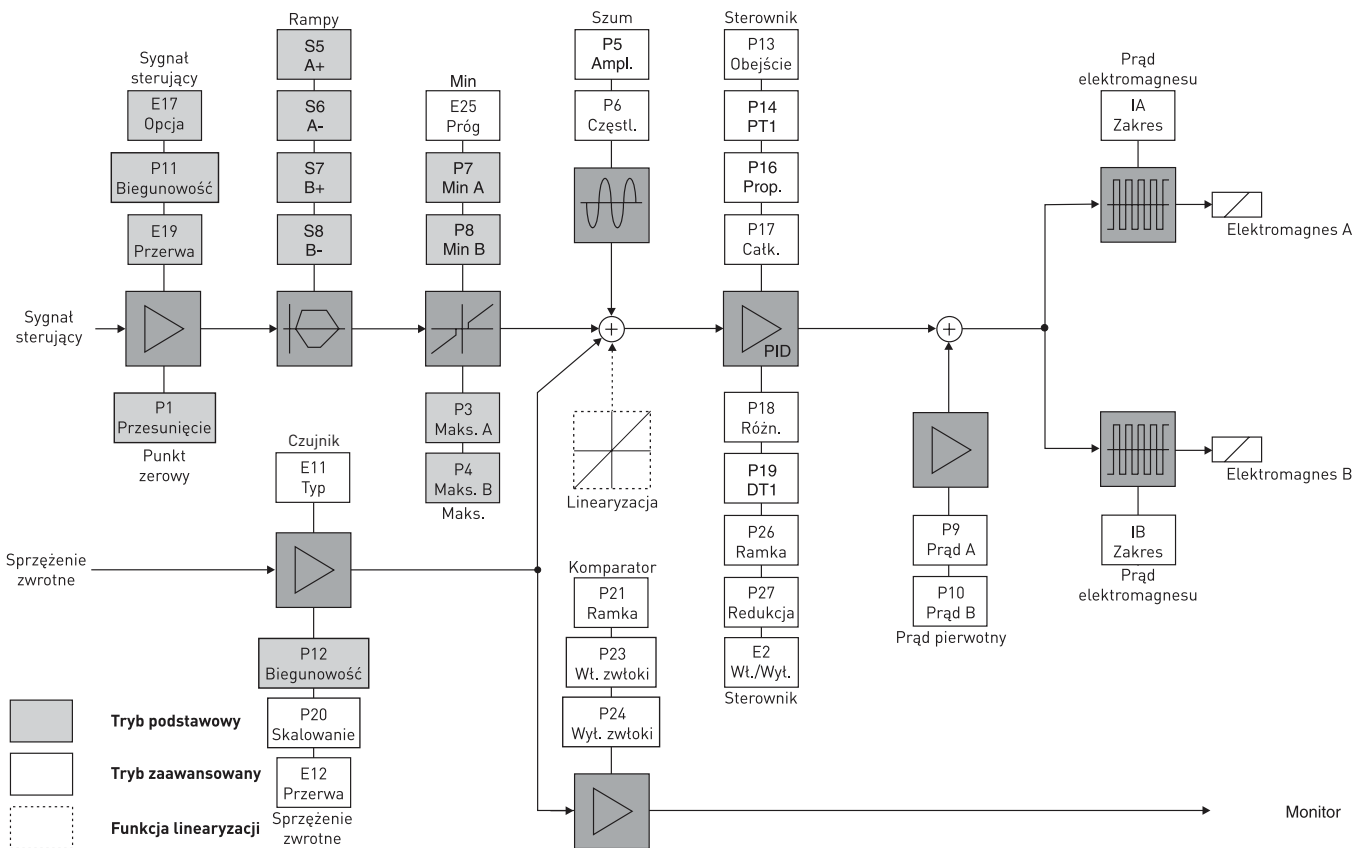 Rampy
S5
A+
S6
A-
S7
B+
S8
B-
Sygnał
sterujący
E17
Opcja
P11
Biegunowość
E19
Przerwa
Sygnał
sterujący
P1
Przesunięcie
Punkt
zerowy
Min
E25
Próg
P7
Min A
P8
Min B
P3
Maks. A
P4
Maks. B
Maks.
Szum
P5
Ampl.
P6
Częstl.
+
Linearyzacja
Sterownik
P13
Obejście
P14
PT1
P16
Prop.
P17
Całk.
PID
P18
Różn.
P19
DT1
P26
Ramka
P27
Redukcja
E2
Wł./Wył.
Sterownik
+
P9
Prąd A
P10
Prąd B
Prąd pierwotny
Prąd
elektromagnesu
IA
Zakres
Elektromagnes A
Elektromagnes B
IB
Zakres
Prąd
elektromagnesu
Sprzężenie
zwrotne
Czujnik
E11
Typ
P12
Biegunowość
P20
Skalowanie
E12
Przerwa
Sprzężenie
zwrotne
Komparator
P21
Ramka
P23
Wł. zwłoki
P24
Wył. zwłoki
Monitor
Tryb podstawowy
Tryb zaawansowany
Funkcja linearyzacji